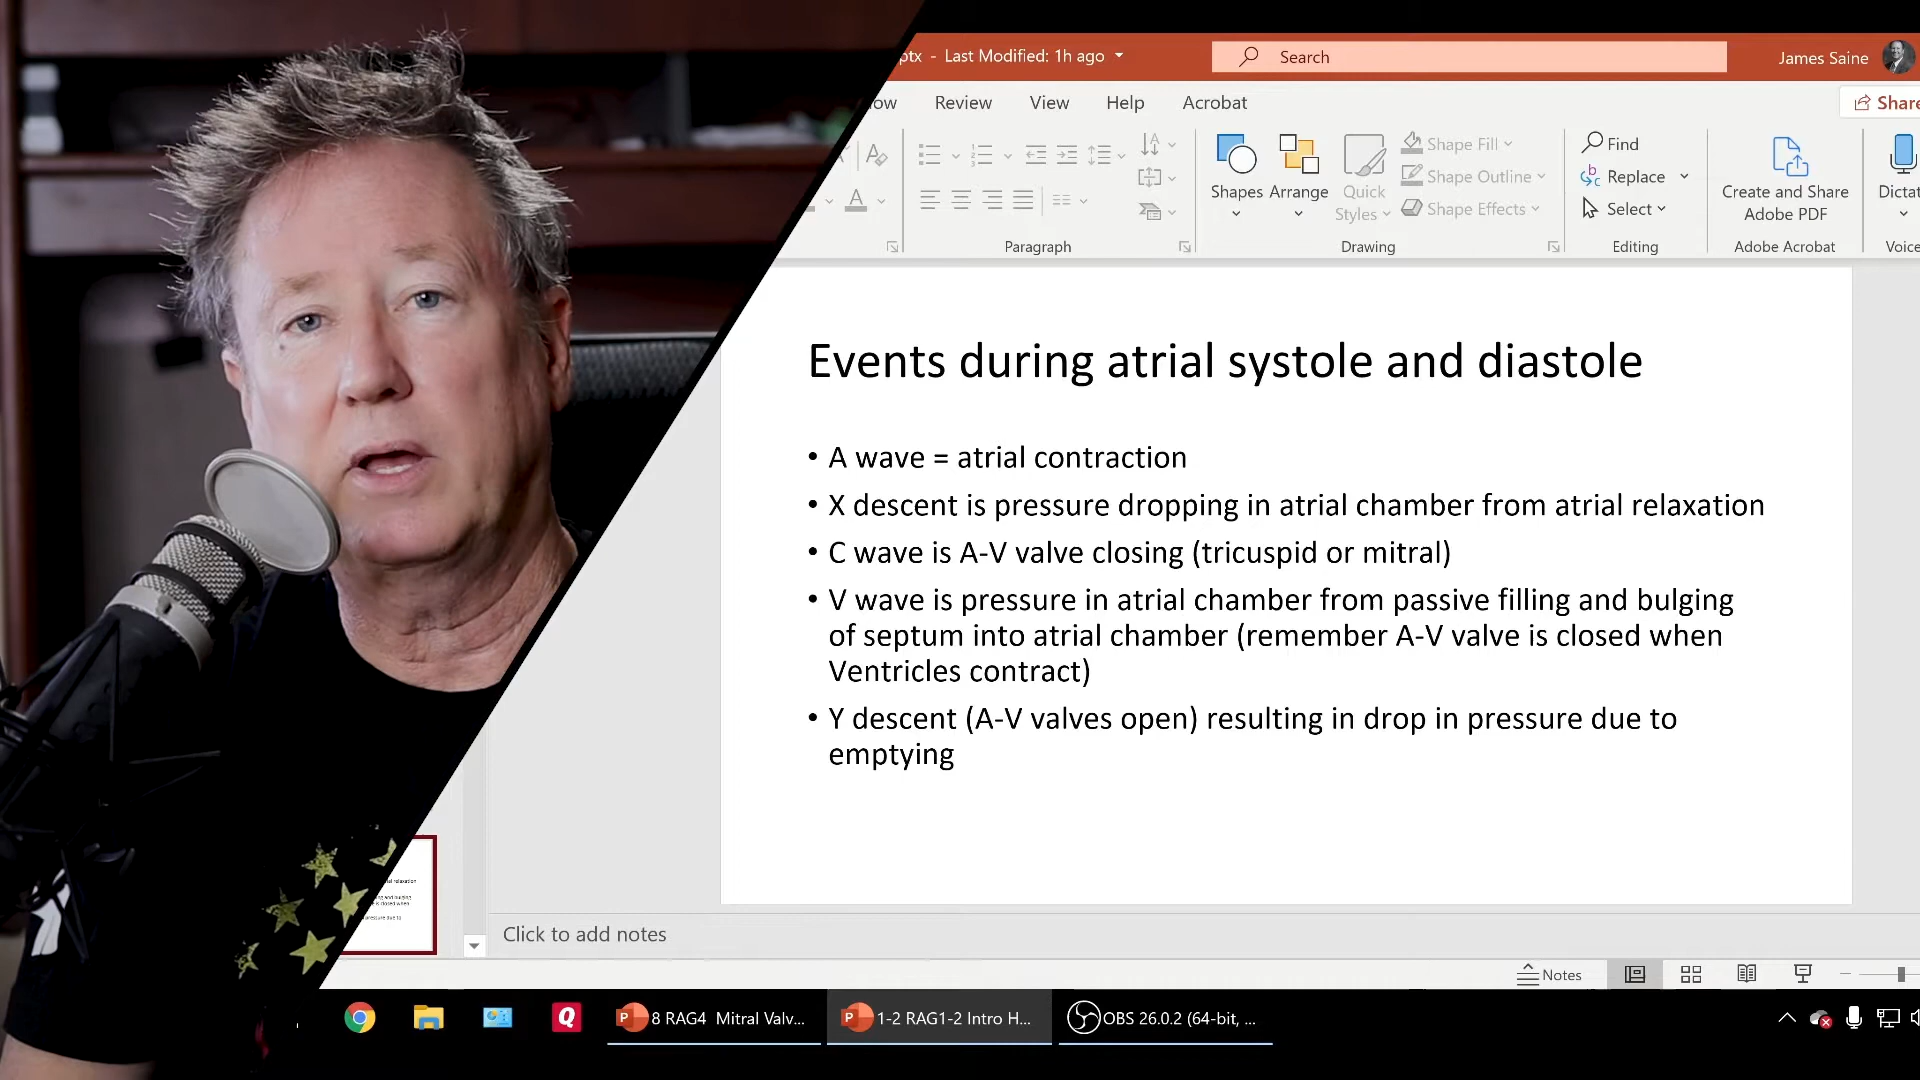 ptx - Last Modified: 1h ago
Search
James Saine
ow Review View Help Acrobat
Share
Shapes Arrange Quick Styles
Shape Fill
Shape Outline
Shape Effects
Find
Replace
Select
Create and Share
Adobe PDF
Dictat
Paragraph Drawing Editing Adobe Acrobat Voice
Events during atrial systole and diastole
• A wave = atrial contraction
• X descent is pressure dropping in atrial chamber from atrial relaxation
• C wave is A-V valve closing (tricuspid or mitral)
• V wave is pressure in atrial chamber from passive filling and bulging
of septum into atrial chamber (remember A-V valve is closed when
Ventricles contract)
• Y descent (A-V valves open) resulting in drop in pressure due to
emptying
Click to add notes
Notes
8 RAG4 Mitral Valv...
1-2 RAG1-2 Intro H...
OBS 26.0.2 (64-bit, ...